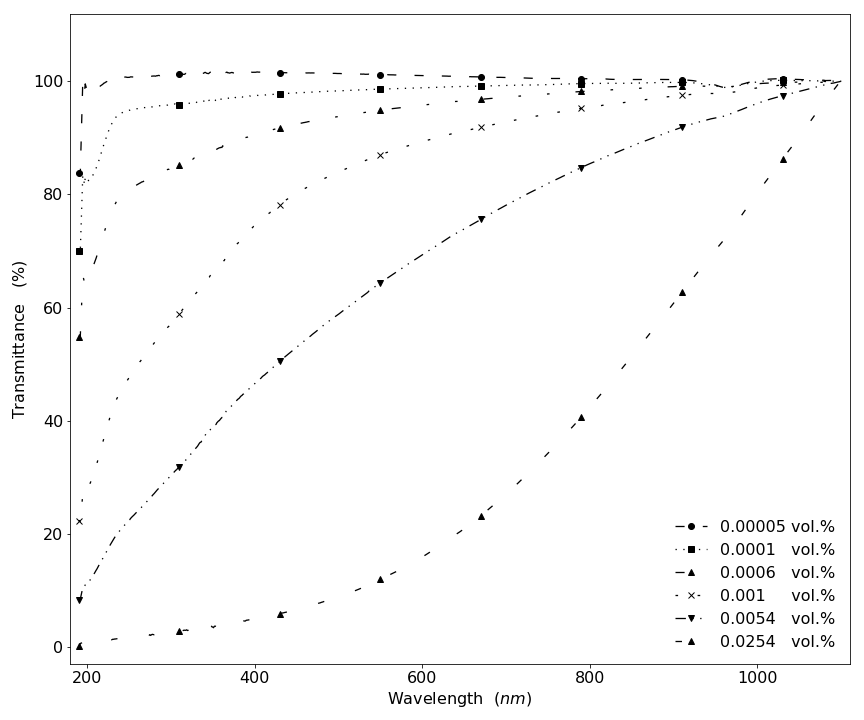 100
80
60
40
20
0
Transmittance (%)
200 400 600 800 1000
Wavelength (nm)
0.00005 vol.%
0.0001 vol.%
0.0006 vol.%
0.001 vol.%
0.0054 vol.%
0.0254 vol.%